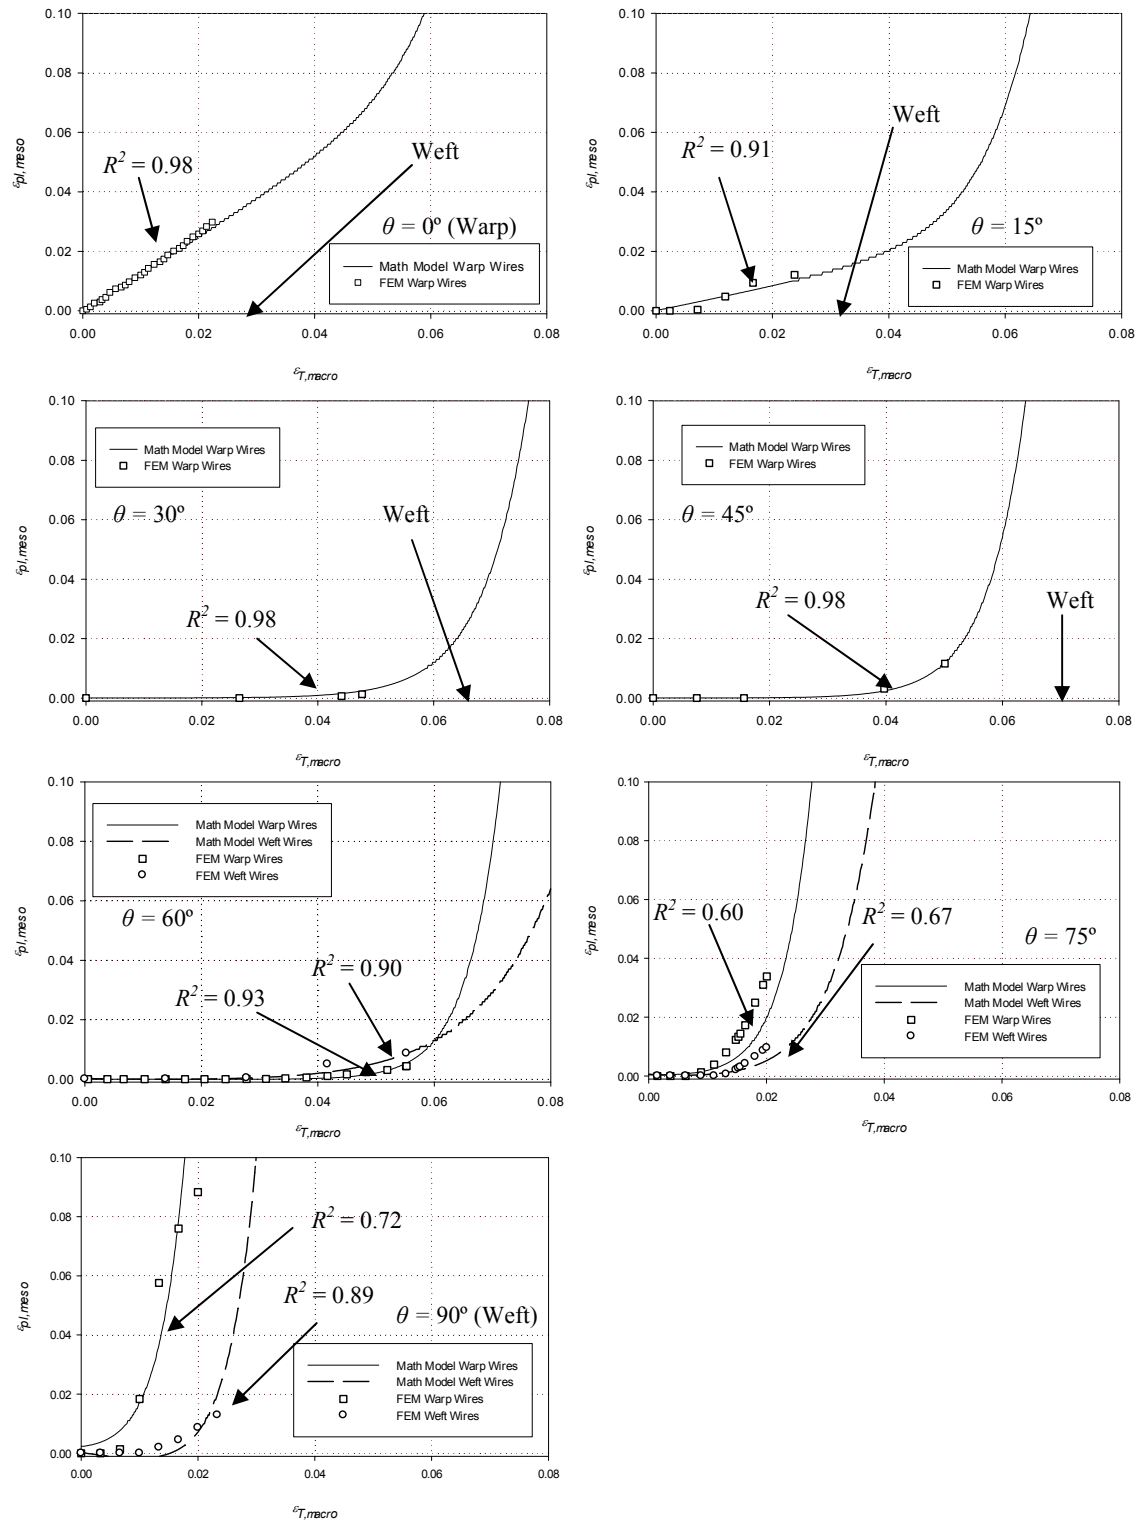 0.10
0.08
0.06
0.04
0.02
0.00
εpl,meso
R² = 0.98
Weft
θ = 0º (Warp)
Math Model Warp Wires
FEM Warp Wires
0.00 0.02 0.04 0.06 0.08
εT,macro
0.10
0.08
0.06
0.04
0.02
0.00
εpl,meso
R² = 0.91
Weft
θ = 15º
Math Model Warp Wires
FEM Warp Wires
0.00 0.02 0.04 0.06 0.08
εT,macro
0.10
0.08
0.06
0.04
0.02
0.00
εpl,meso
Math Model Warp Wires
FEM Warp Wires
θ = 30º
Weft
R² = 0.98
0.00 0.02 0.04 0.06 0.08
εT,macro
0.10
0.08
0.06
0.04
0.02
0.00
εpl,meso
Math Model Warp Wires
FEM Warp Wires
θ = 45º
R² = 0.98
Weft
0.00 0.02 0.04 0.06 0.08
εT,macro
0.10
0.08
0.06
0.04
0.02
0.00
εpl,meso
Math Model Warp Wires
Math Model Weft Wires
FEM Warp Wires
FEM Weft Wires
θ = 60º
R² = 0.90
R² = 0.93
0.00 0.02 0.04 0.06 0.08
εT,macro
0.10
0.08
0.06
0.04
0.02
0.00
εpl,meso
R² = 0.60
R² = 0.67
θ = 75º
Math Model Warp Wires
Math Model Weft Wires
FEM Warp Wires
FEM Weft Wires
0.00 0.02 0.04 0.06 0.08
εT,macro
0.10
0.08
0.06
0.04
0.02
0.00
εpl,meso
R² = 0.72
R² = 0.89
θ = 90º (Weft)
Math Model Warp Wires
Math Model Weft Wires
FEM Warp Wires
FEM Weft Wires
0.00 0.02 0.04 0.06 0.08
εT,macro